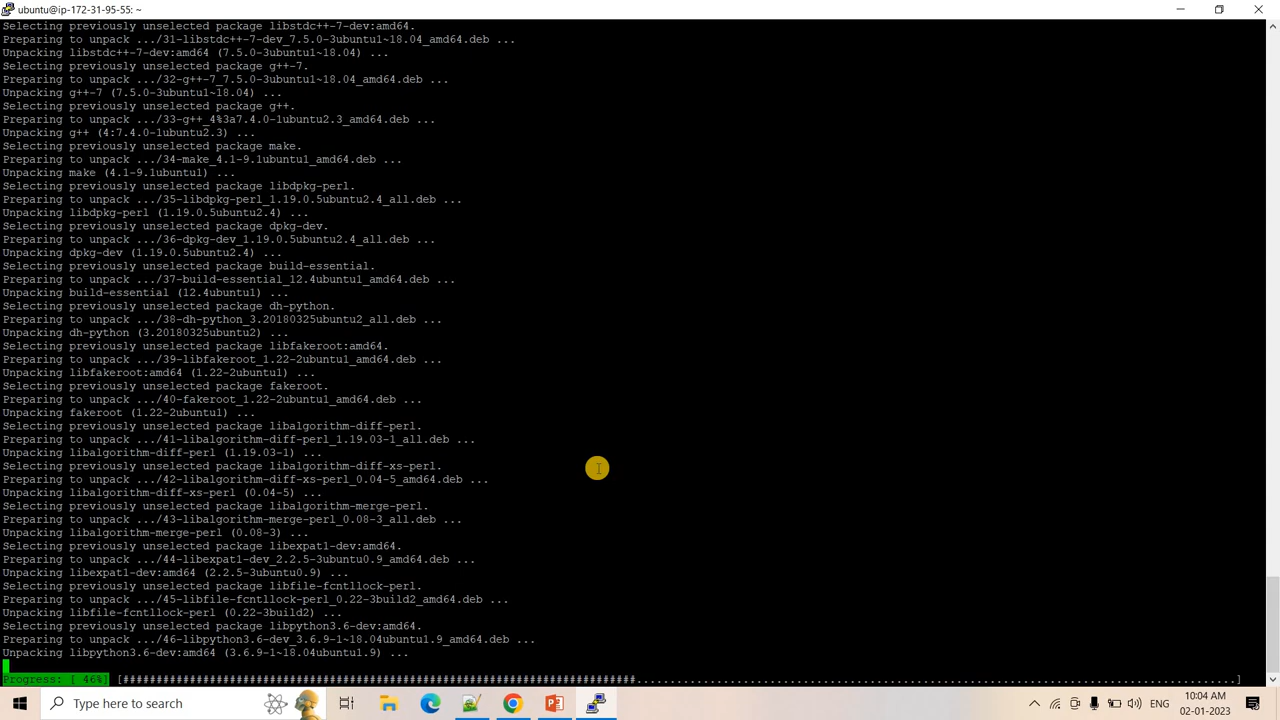 ubuntu@ip-172-31-95-55: ~
Selecting previously unselected package libstdc++-7-dev:amd64.
Preparing to unpack .../31-libstdc++-7-dev_7.5.0-3ubuntu1~18.04_amd64.deb ...
Unpacking libstdc++-7-dev:amd64 (7.5.0-3ubuntu1~18.04) ...
Selecting previously unselected package g++-7.
Preparing to unpack .../32-g++-7_7.5.0-3ubuntu1~18.04_amd64.deb ...
Unpacking g++-7 (7.5.0-3ubuntu1~18.04) ...
Selecting previously unselected package g++.
Preparing to unpack .../33-g++_4%3a7.4.0-1ubuntu2.3_amd64.deb ...
Unpacking g++ (4:7.4.0-1ubuntu2.3) ...
Selecting previously unselected package make.
Preparing to unpack .../34-make_4.1-9.1ubuntu1_amd64.deb ...
Unpacking make (4.1-9.1ubuntu1) ...
Selecting previously unselected package libdpkg-perl.
Preparing to unpack .../35-libdpkg-perl_1.19.0.5ubuntu2.4_all.deb ...
Unpacking libdpkg-perl (1.19.0.5ubuntu2.4) ...
Selecting previously unselected package dpkg-dev.
Preparing to unpack .../36-dpkg-dev_1.19.0.5ubuntu2.4_all.deb ...
Unpacking dpkg-dev (1.19.0.5ubuntu2.4) ...
Selecting previously unselected package build-essential.
Preparing to unpack .../37-build-essential_12.4ubuntu1_amd64.deb ...
Unpacking build-essential (12.4ubuntu1) ...
Selecting previously unselected package dh-python.
Preparing to unpack .../38-dh-python_3.20180325ubuntu2_all.deb ...
Unpacking dh-python (3.20180325ubuntu2) ...
Selecting previously unselected package libfakeroot:amd64.
Preparing to unpack .../39-libfakeroot_1.22-2ubuntu1_amd64.deb ...
Unpacking libfakeroot:amd64 (1.22-2ubuntu1) ...
Selecting previously unselected package fakeroot.
Preparing to unpack .../40-fakeroot_1.22-2ubuntu1_amd64.deb ...
Unpacking fakeroot (1.22-2ubuntu1) ...
Selecting previously unselected package libalgorithm-diff-perl.
Preparing to unpack .../41-libalgorithm-diff-perl_1.19.03-1_all.deb ...
Unpacking libalgorithm-diff-perl (1.19.03-1) ...
Selecting previously unselected package libalgorithm-diff-xs-perl.
Preparing to unpack .../42-libalgorithm-diff-xs-perl_0.04-5_amd64.deb ...
Unpacking libalgorithm-diff-xs-perl (0.04-5) ...
Selecting previously unselected package libalgorithm-merge-perl.
Preparing to unpack .../43-libalgorithm-merge-perl_0.08-3_all.deb ...
Unpacking libalgorithm-merge-perl (0.08-3) ...
Selecting previously unselected package libexpat1-dev:amd64.
Preparing to unpack .../44-libexpat1-dev_2.2.5-3ubuntu0.9_amd64.deb ...
Unpacking libexpat1-dev:amd64 (2.2.5-3ubuntu0.9) ...
Selecting previously unselected package libfile-fcntllock-perl.
Preparing to unpack .../45-libfile-fcntllock-perl_0.22-3build2_amd64.deb ...
Unpacking libfile-fcntllock-perl (0.22-3build2) ...
Selecting previously unselected package libpython3.6-dev:amd64.
Preparing to unpack .../46-libpython3.6-dev_3.6.9-1~18.04ubuntu1.9_amd64.deb ...
Unpacking libpython3.6-dev:amd64 (3.6.9-1~18.04ubuntu1.9) ...
Progress: [ 46%] [#############################################################################..........................................................................................]
Type here to search
ENG
10:04 AM
02-01-2023